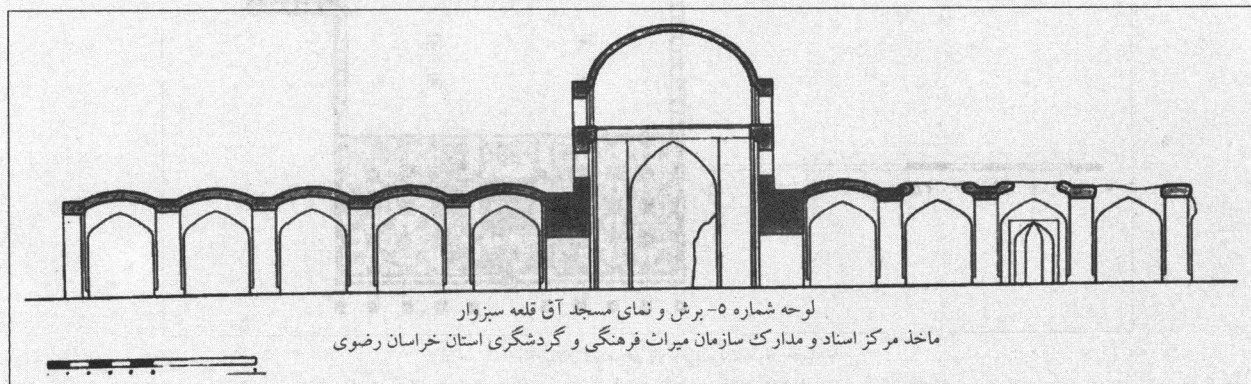 لوحه شماره ۵- برش و نمای مسجد آق قلعه سبزوار
ماخذ مرکز اسناد و مدارک سازمان میراث فرهنگی و گردشگری استان خراسان رضوی